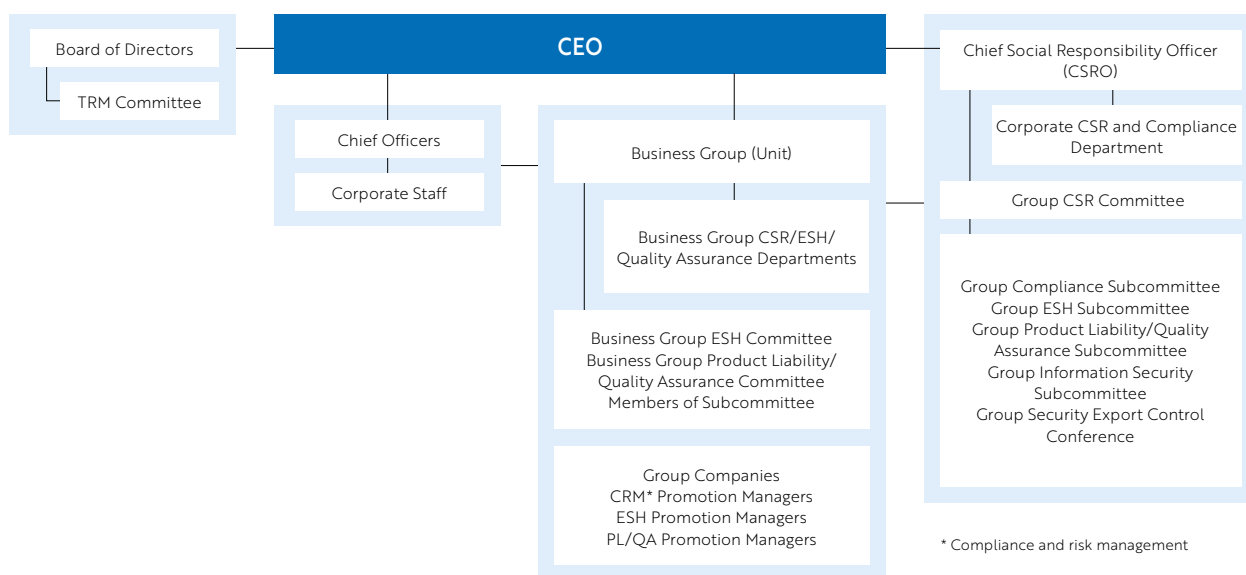 Board of Directors
TRM Committee
CEO
Chief Officers
Corporate Staff
Business Group (Unit)
Business Group CSR/ESH/
Quality Assurance Departments
Business Group ESH Committee
Business Group Product Liability/
Quality Assurance Committee
Members of Subcommittee
Group Companies
CRM* Promotion Managers
ESH Promotion Managers
PL/QA Promotion Managers
Chief Social Responsibility Officer
(CSRO)
Corporate CSR and Compliance
Department
Group CSR Committee
Group Compliance Subcommittee
Group ESH Subcommittee
Group Product Liability/Quality
Assurance Subcommittee
Group Information Security
Subcommittee
Group Security Export Control
Conference
* Compliance and risk management